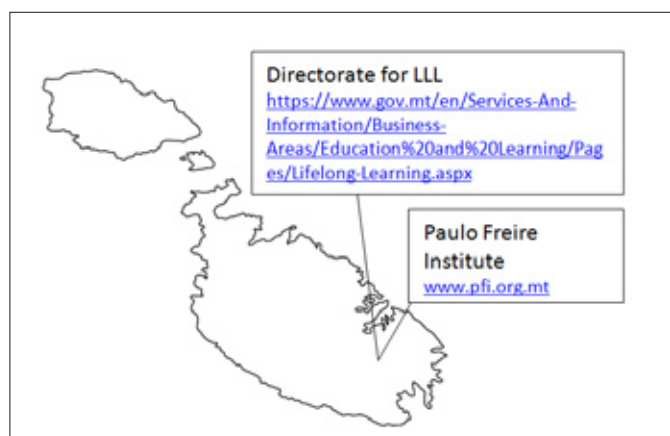 Directorate for LLL
https://www.gov.mt/en/Services-And-
Information/Business-
Areas/Education%20and%20Learning/Pag
es/Lifelong-Learning.aspx
Paulo Freire
Institute
www.pfi.org.mt